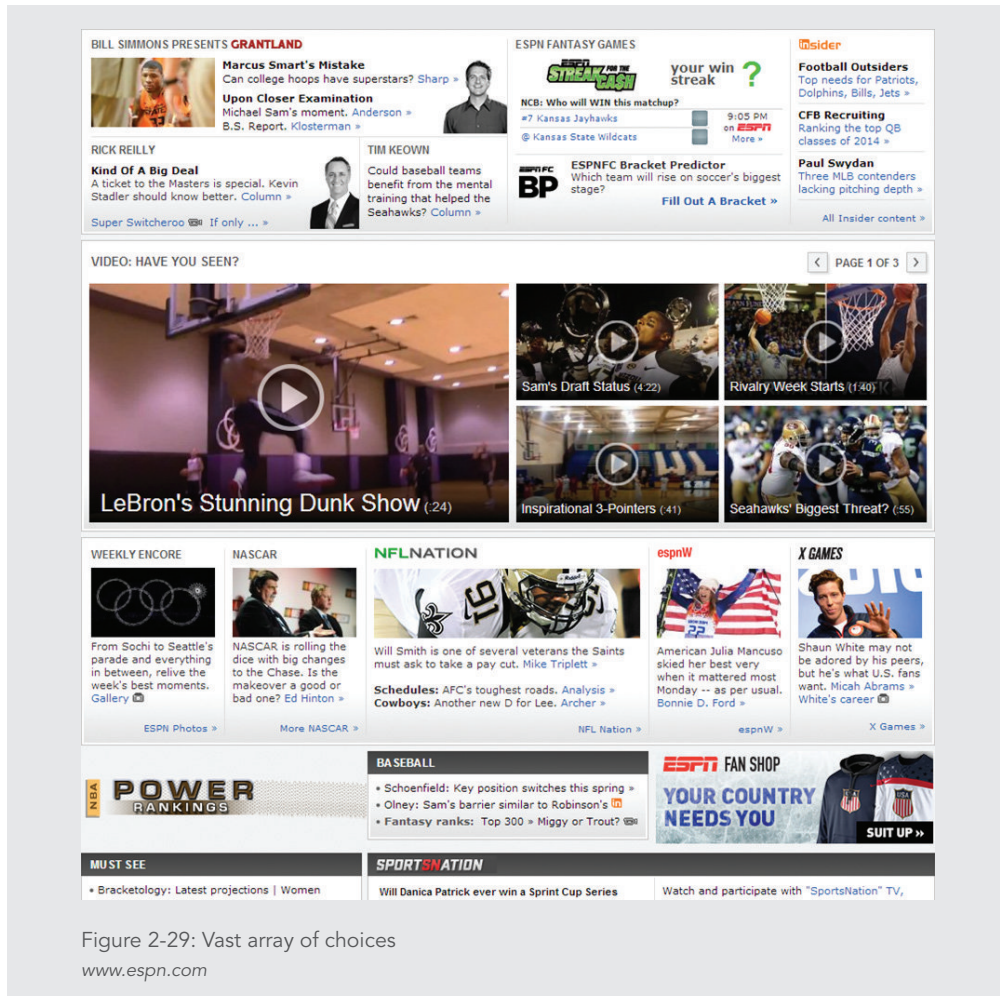 BILL SIMMONS PRESENTS GRANTLAND
Marcus Smart's Mistake
Can college hoops have superstars? Sharp »
Upon Closer Examination
Michael Sam's moment. Anderson »
B.S. Report. Klosterman »
RICK REILLY
Kind Of A Big Deal
A ticket to the Masters is special. Kevin
Stadler should know better. Column »
Super Switcheroo If only ... »
TIM KEOWN
Could baseball teams
benefit from the mental
training that helped the
Seahawks? Column »
ESPN FANTASY GAMES
ESPN
STREAK FOR THE
CASH
your win
streak ?
NCB: Who will WIN this matchup?
#7 Kansas Jayhawks
@ Kansas State Wildcats
9:05 PM
on ESPN
More »
ESPN FC
BP
ESPNFC Bracket Predictor
Which team will rise on soccer's biggest
stage?
Fill Out A Bracket »
insider
Football Outsiders
Top needs for Patriots,
Dolphins, Bills, Jets »
CFB Recruiting
Ranking the top QB
classes of 2014 »
Paul Swydan
Three MLB contenders
lacking pitching depth »
All Insider content »
VIDEO: HAVE YOU SEEN?
< PAGE 1 OF 3 >
LeBron's Stunning Dunk Show (:24)
Sam's Draft Status (4:22)
Rivalry Week Starts (1:40)
Inspirational 3-Pointers (:41)
Seahawks' Biggest Threat? (:55)
WEEKLY ENCORE
From Sochi to Seattle's
parade and everything
in between, relive the
week's best moments.
Gallery
ESPN Photos »
NASCAR
NASCAR is rolling the
dice with big changes
to the Chase. Is the
makeover a good or
bad one? Ed Hinton »
More NASCAR »
NFLNATION
91
Will Smith is one of several veterans the Saints
must ask to take a pay cut. Mike Triplett »
Schedules: AFC's toughest roads. Analysis »
Cowboys: Another new D for Lee. Archer »
NFL Nation »
espnW
22
American Julia Mancuso
skied her best very
when it mattered most
Monday -- as per usual.
Bonnie D. Ford »
espnW »
X GAMES
Shaun White may not
be adored by his peers,
but he's what U.S. fans
want. Micah Abrams »
White's career
X Games »
NBA
POWER
RANKINGS
BASEBALL
• Schoenfield: Key position switches this spring »
• Olney: Sam's barrier similar to Robinson's in
• Fantasy ranks: Top 300 » Miggy or Trout?
ESPN FAN SHOP
YOUR COUNTRY
NEEDS YOU
USA
USA
SUIT UP »
MUST SEE
• Bracketology: Latest projections | Women
SPORTSNATION
Will Danica Patrick ever win a Sprint Cup Series
Watch and participate with "SportsNation" TV,
Figure 2-29: Vast array of choices
www.espn.com